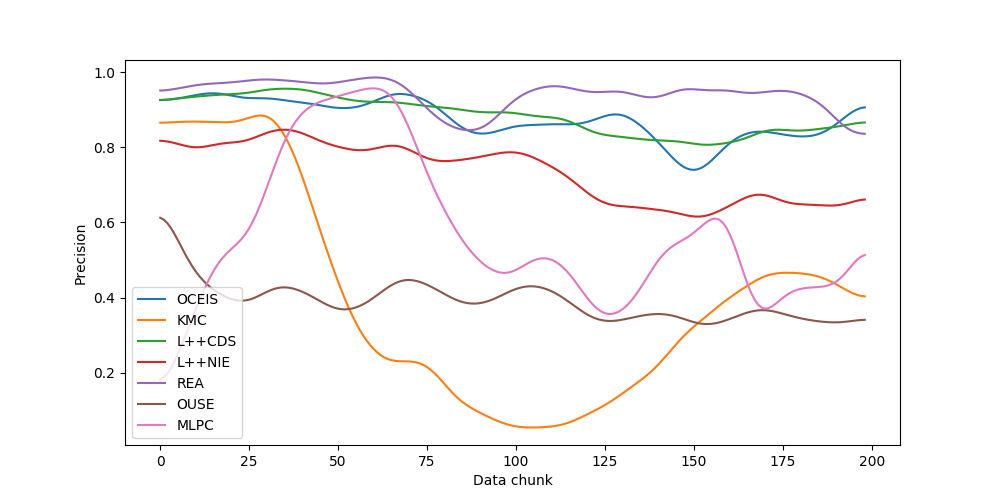 1.0
0.8
0.6
0.4
0.2
Precision
OCEIS
KMC
L++CDS
L++NIE
REA
OUSE
MLPC
0 25 50 75 100 125 150 175 200
Data chunk